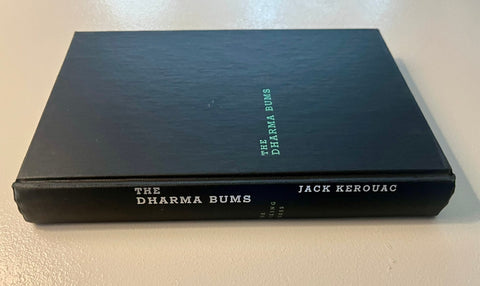 THE
DHARMA BUMS
THE
DHARMA BUMS
JACK KEROUAC